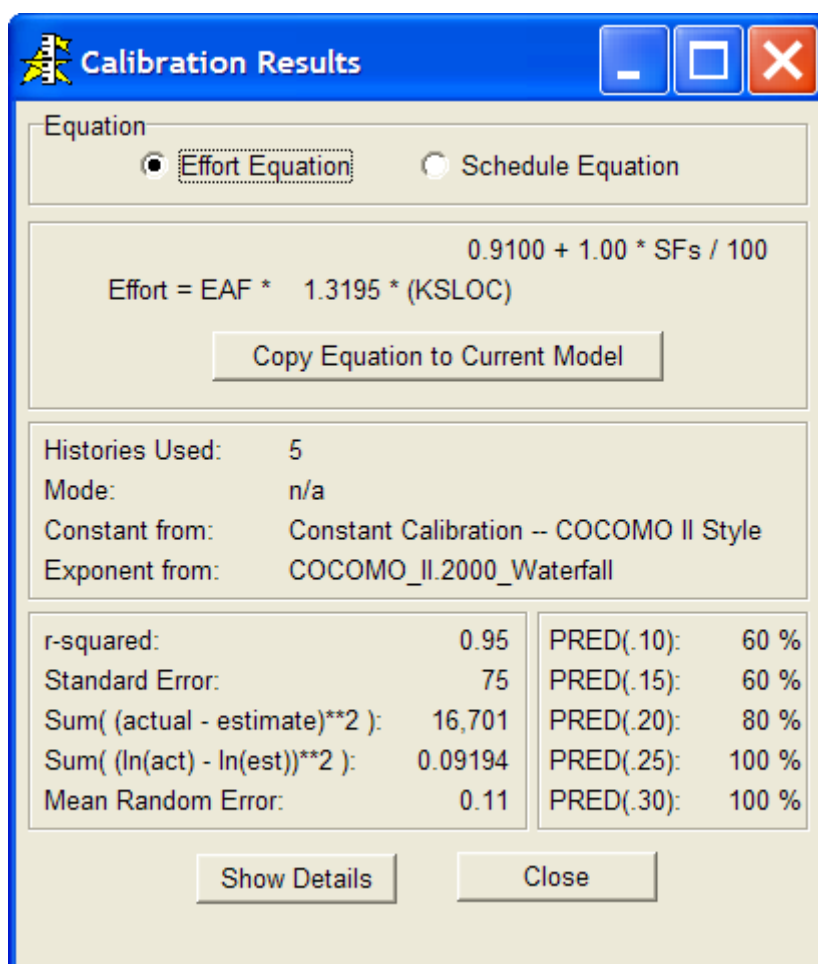 Calibration Results
Equation
Effort Equation Schedule Equation
0.9100 + 1.00 * SFs / 100
Effort = EAF * 1.3195 * (KSLOC)
Copy Equation to Current Model
Histories Used: 5
Mode: n/a
Constant from: Constant Calibration -- COCOMO II Style
Exponent from: COCOMO_II.2000_Waterfall
r-squared: 0.95
Standard Error: 75
Sum( (actual - estimate)**2 ): 16,701
Sum( (ln(act) - ln(est))**2 ): 0.09194
Mean Random Error: 0.11
PRED(.10): 60 %
PRED(.15): 60 %
PRED(.20): 80 %
PRED(.25): 100 %
PRED(.30): 100 %
Show Details Close